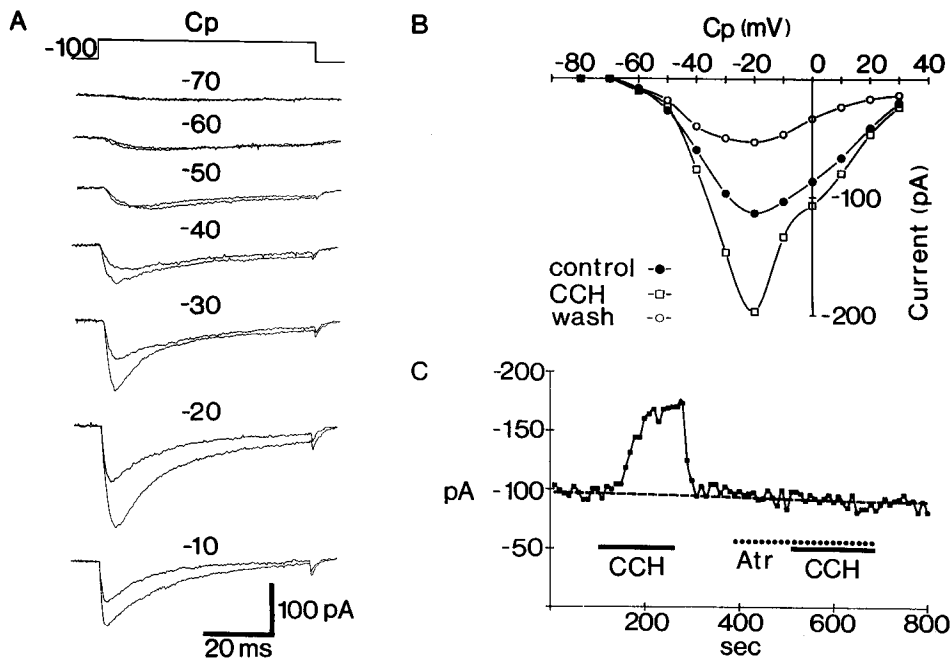 A
Cp
-100
-70
-60
-50
-40
-30
-20
-10
100 pA
20 ms
B
Cp (mV)
-80 -60 -40 -20 0 20 40
-100
-200
Current (pA)
control
CCH
wash
C
-200
-150
-100
-50
pA
CCH
Atr
CCH
200 400 600 800
sec